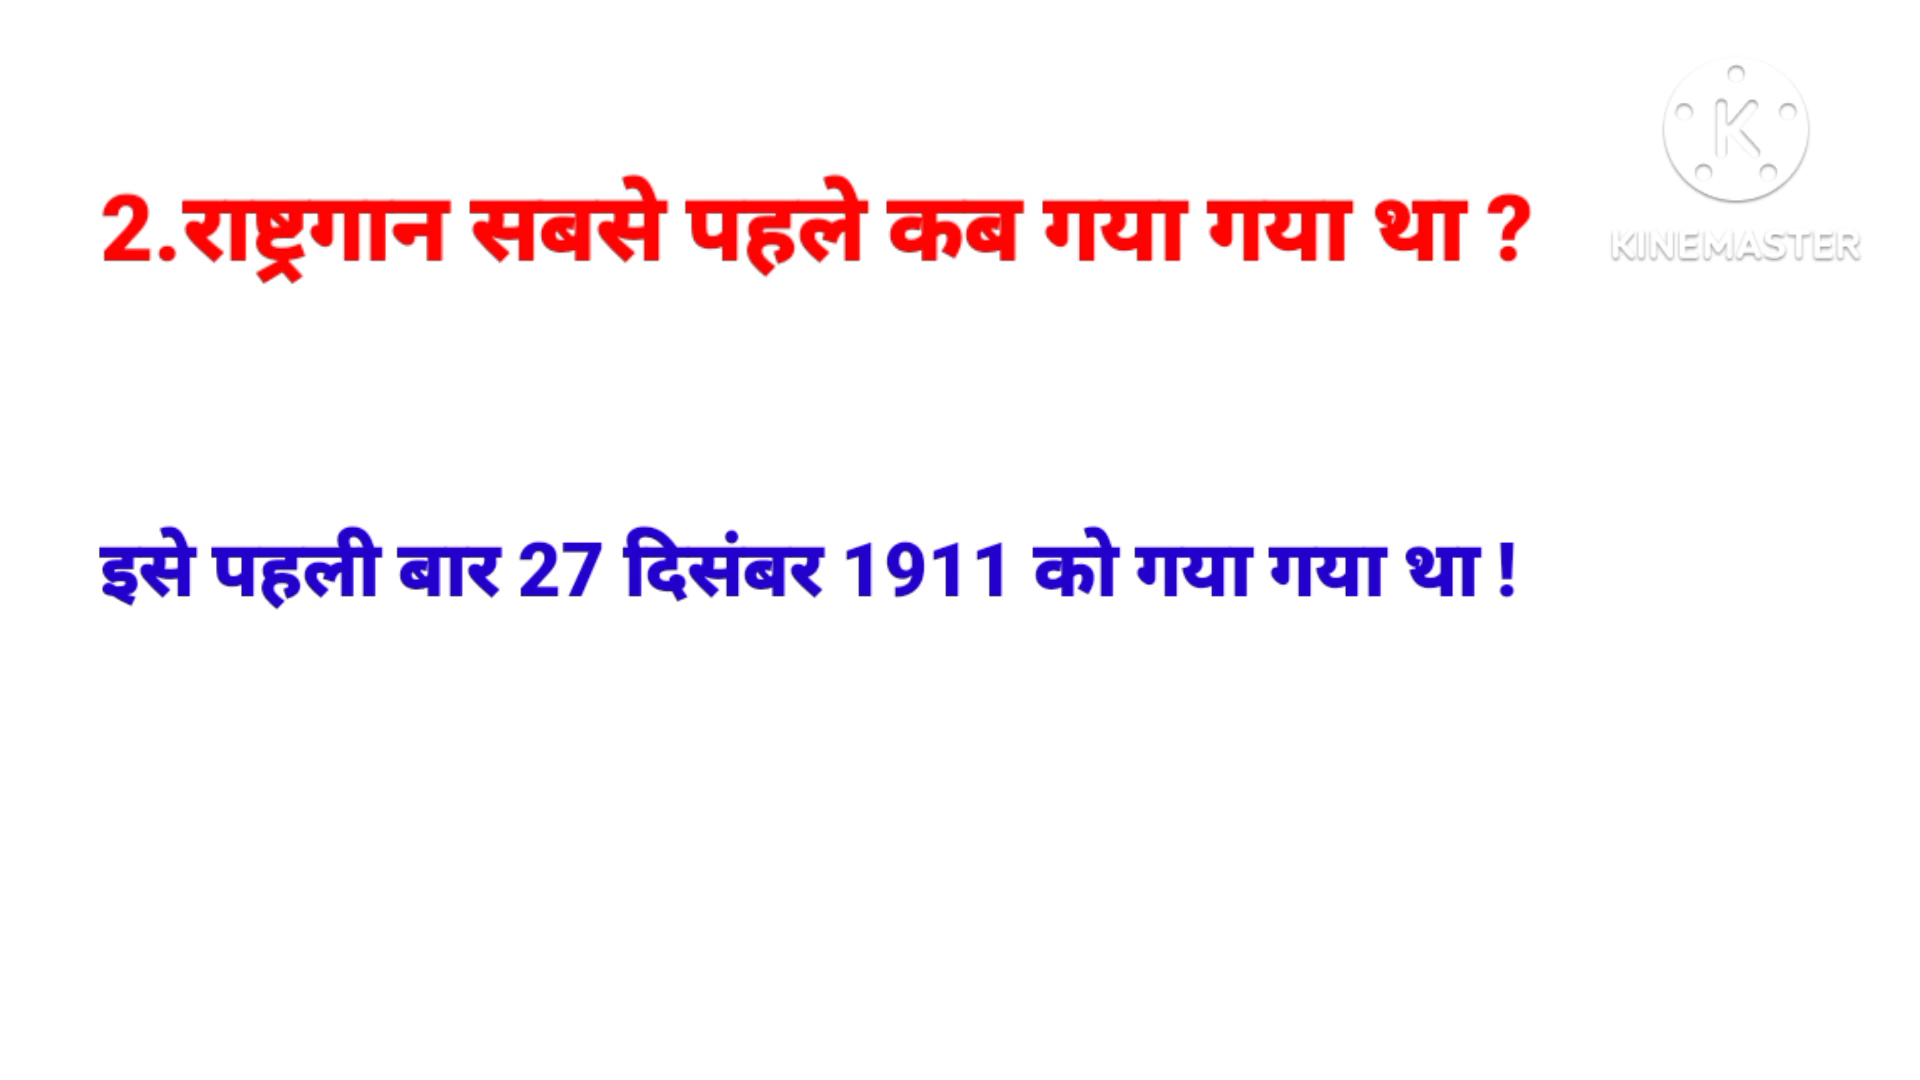 2.राष्ट्रगान सबसे पहले कब गया गया था ?
K
KINEMASTER
इसे पहली बार 27 दिसंबर 1911 को गया गया था !